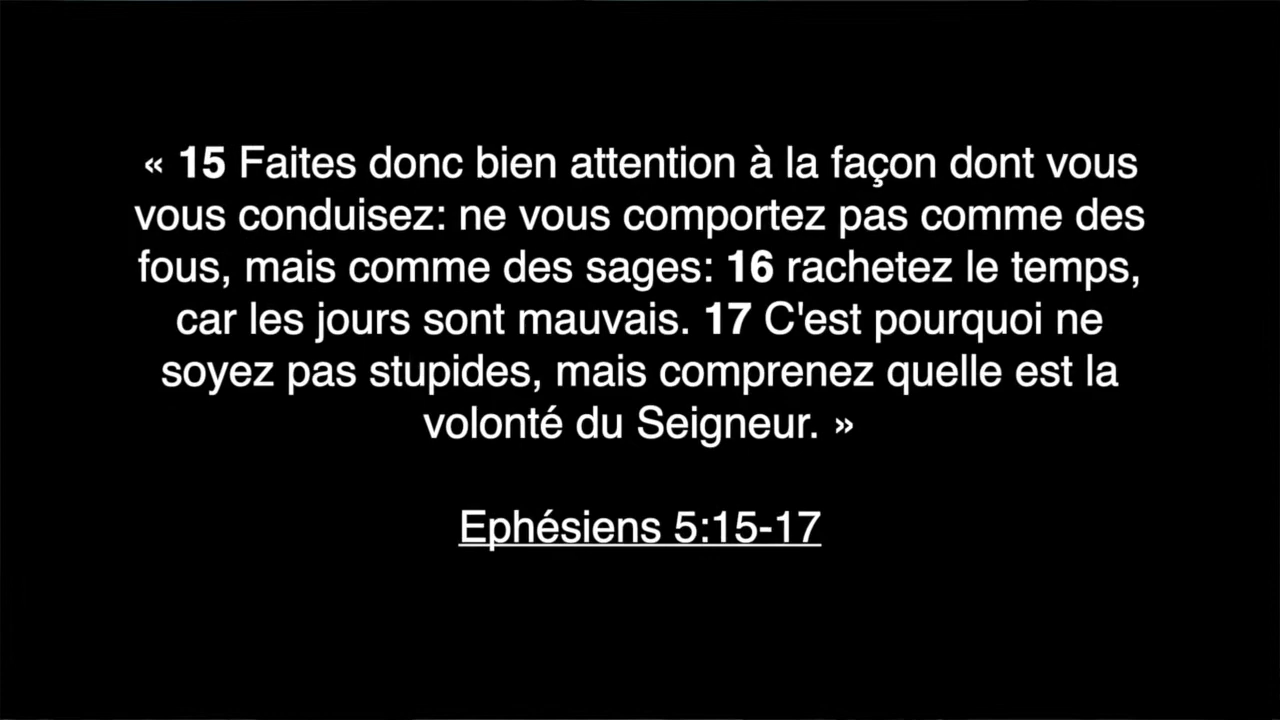 « 15 Faites donc bien attention à la façon dont vous
vous conduisez: ne vous comportez pas comme des
fous, mais comme des sages: 16 rachetez le temps,
car les jours sont mauvais. 17 C'est pourquoi ne
soyez pas stupides, mais comprenez quelle est la
volonté du Seigneur. »
Ephésiens 5:15-17